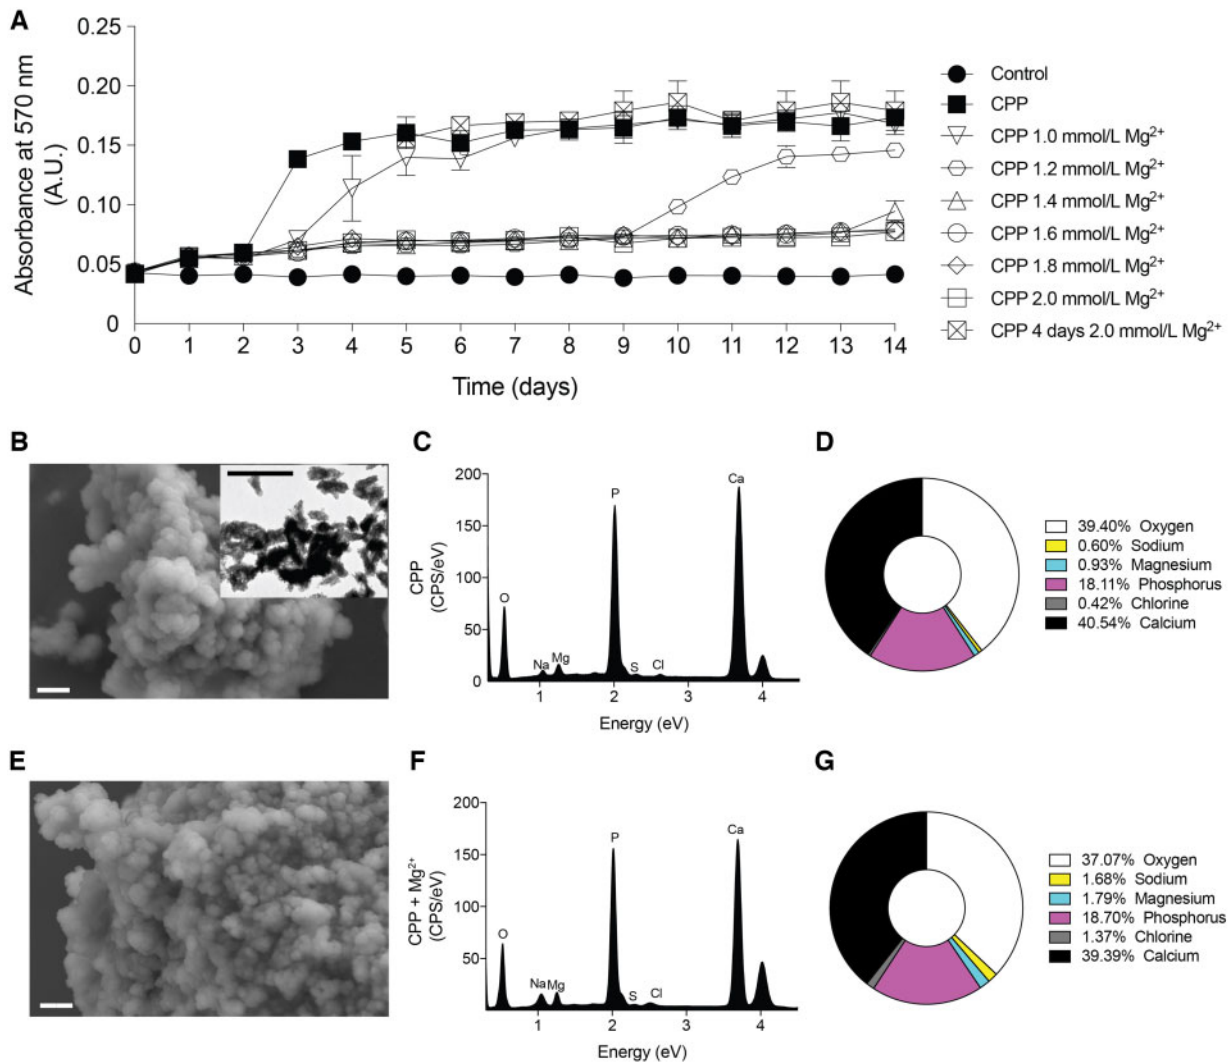 A
0.25
0.20
0.15
0.10
0.05
0
Absorbance at 570 nm
(A.U.)
0 1 2 3 4 5 6 7 8 9 10 11 12 13 14
Time (days)
Control
CPP
CPP 1.0 mmol/L Mg²⁺
CPP 1.2 mmol/L Mg²⁺
CPP 1.4 mmol/L Mg²⁺
CPP 1.6 mmol/L Mg²⁺
CPP 1.8 mmol/L Mg²⁺
CPP 2.0 mmol/L Mg²⁺
CPP 4 days 2.0 mmol/L Mg²⁺
B
C
200
150
100
50
0
CPP
(CPS/eV)
O
Na
Mg
P
S
Cl
Ca
1 2 3 4
Energy (eV)
D
39.40% Oxygen
0.60% Sodium
0.93% Magnesium
18.11% Phosphorus
0.42% Chlorine
40.54% Calcium
E
F
200
150
100
50
CPP + Mg²⁺
(CPS/eV)
O
Na
Mg
P
S
Cl
Ca
1 2 3 4
Energy (eV)
G
37.07% Oxygen
1.68% Sodium
1.79% Magnesium
18.70% Phosphorus
1.37% Chlorine
39.39% Calcium